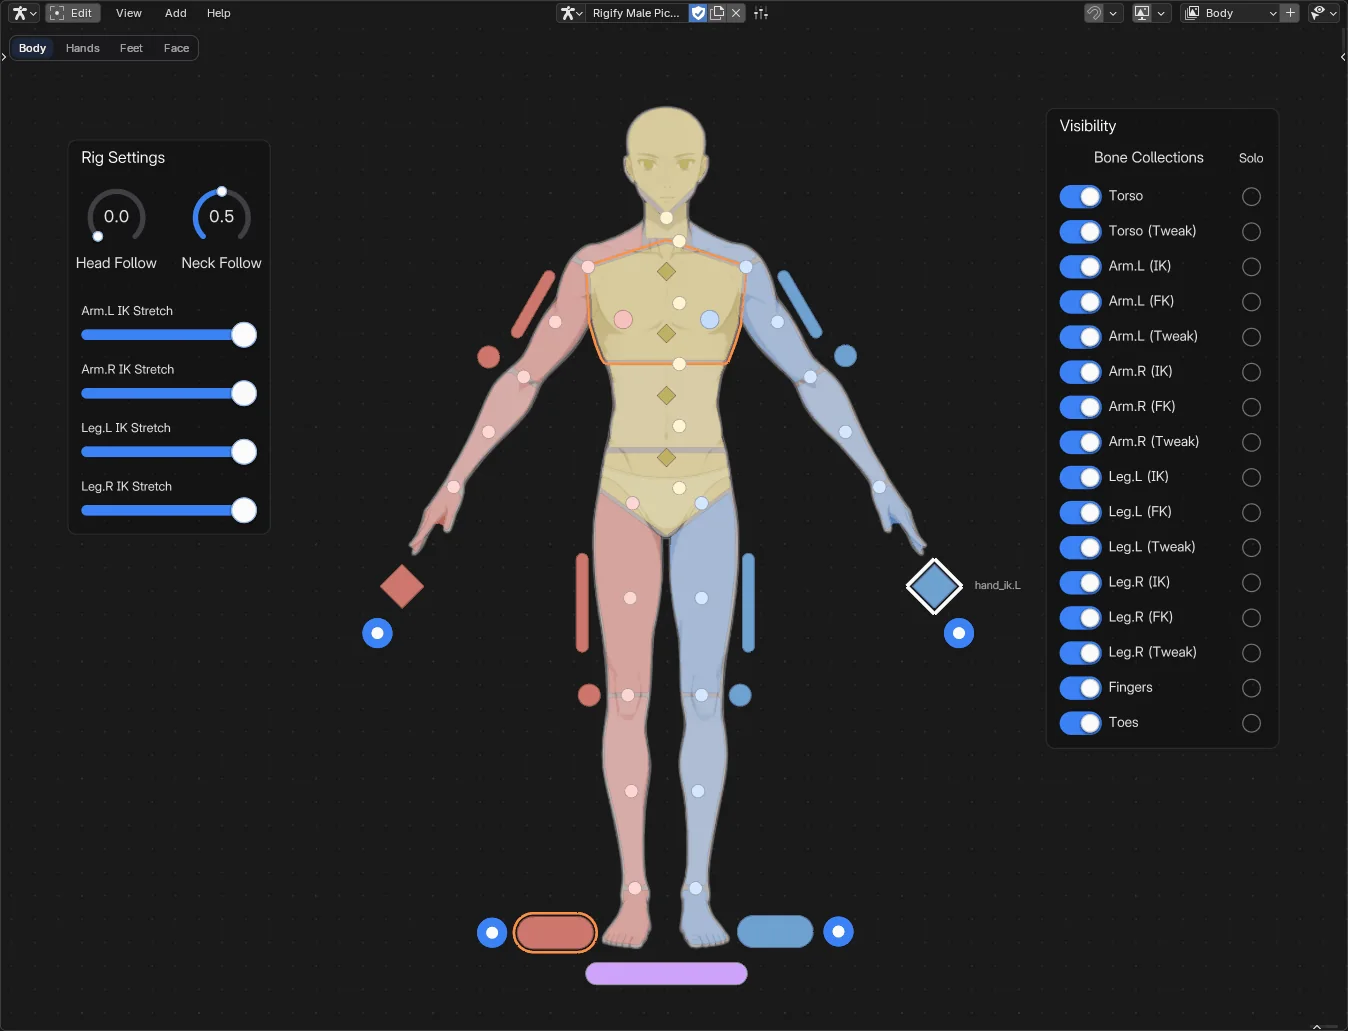 Edit View Add Help Rigify Male Pic... Body
Body Hands Feet Face
Rig Settings
0.0 0.5
Head Follow Neck Follow
Arm.L IK Stretch
Arm.R IK Stretch
Leg.L IK Stretch
Leg.R IK Stretch
hand_ik.L
Visibility
Bone Collections Solo
Torso
Torso (Tweak)
Arm.L (IK)
Arm.L (FK)
Arm.L (Tweak)
Arm.R (IK)
Arm.R (FK)
Arm.R (Tweak)
Leg.L (IK)
Leg.L (FK)
Leg.L (Tweak)
Leg.R (IK)
Leg.R (FK)
Leg.R (Tweak)
Fingers
Toes